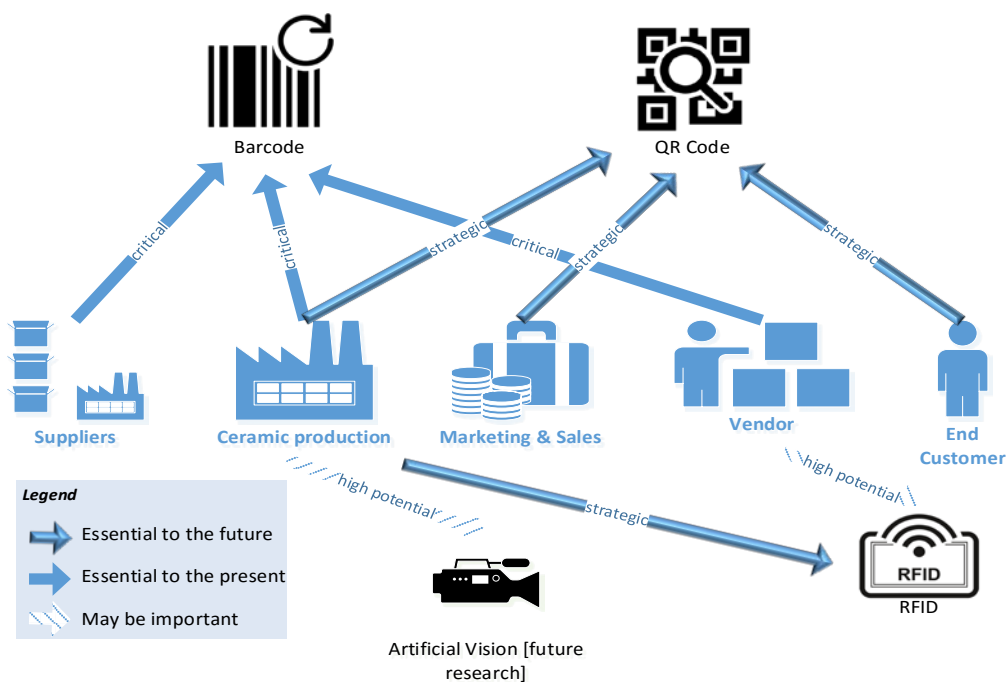 Barcode
QR Code
critical
critical
strategic
strategic
critical
strategic
Suppliers
Ceramic production
Marketing & Sales
Vendor
End
Customer
high potential
strategic
high potential
Legend
Essential to the future
Essential to the present
May be important
RFID
RFID
Artificial Vision [future
research]